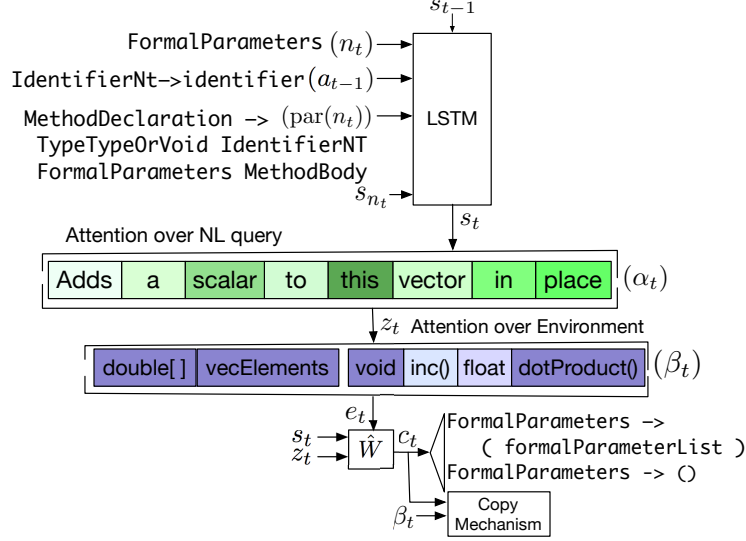 s_{t-1}
FormalParameters (n_t)
IdentifierNt->identifier(a_{t-1})
MethodDeclaration -> (par(n_t))
TypeTypeOrVoid IdentifierNT
FormalParameters MethodBody
s_{n_t}
LSTM
s_t
Attention over NL query
Adds a scalar to this vector in place (α_t)
z_t Attention over Environment
double[ ] vecElements void inc() float dotProduct() (β_t)
e_t
s_t
z_t
Ŵ
c_t
FormalParameters ->
( formalParameterList )
FormalParameters -> ()
β_t
Copy
Mechanism